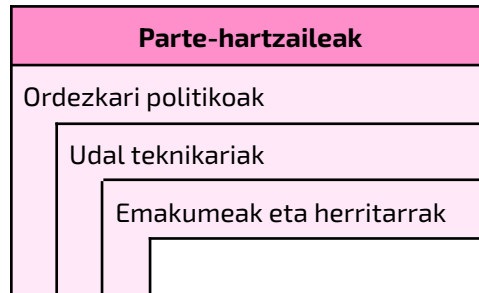 Parte-hartzaileak
Ordezkari politikoak
Udal teknikariak
Emakumeak eta herritarrak